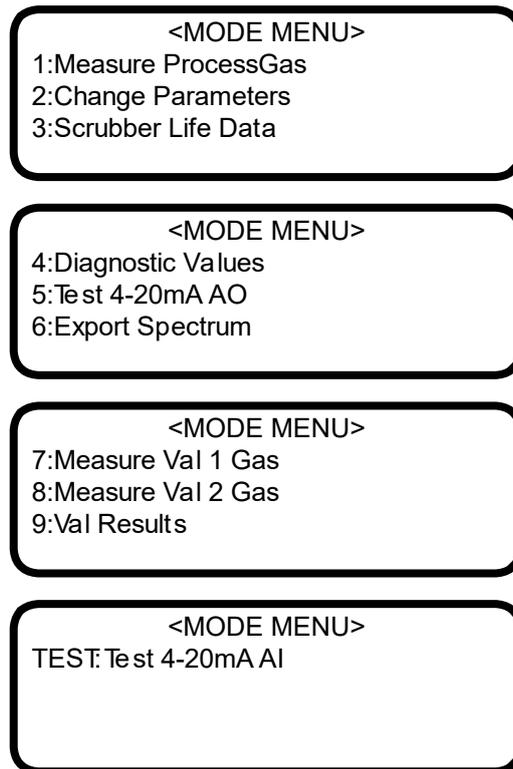 <MODE MENU>
1:Measure ProcessGas
2:Change Parameters
3:Scrubber Life Data
<MODE MENU>
4:Diagnostic Values
5:Test 4-20mA AO
6:Export Spectrum
<MODE MENU>
7:Measure Val 1 Gas
8:Measure Val 2 Gas
9:Val Results
<MODE MENU>
TEST:Test 4-20mA AI